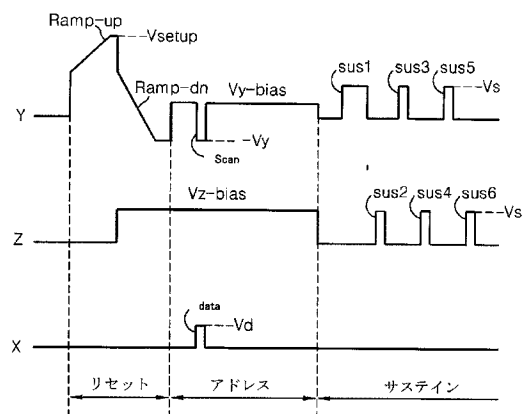 Ramp-up
Vsetup
Ramp-dn
Vy-bias
sus1 sus3 sus5
Vs
Y
-Vy
Scan
Vz-bias
sus2 sus4 sus6
Vs
Z
data
Vd
X
リセット アドレス サステイン